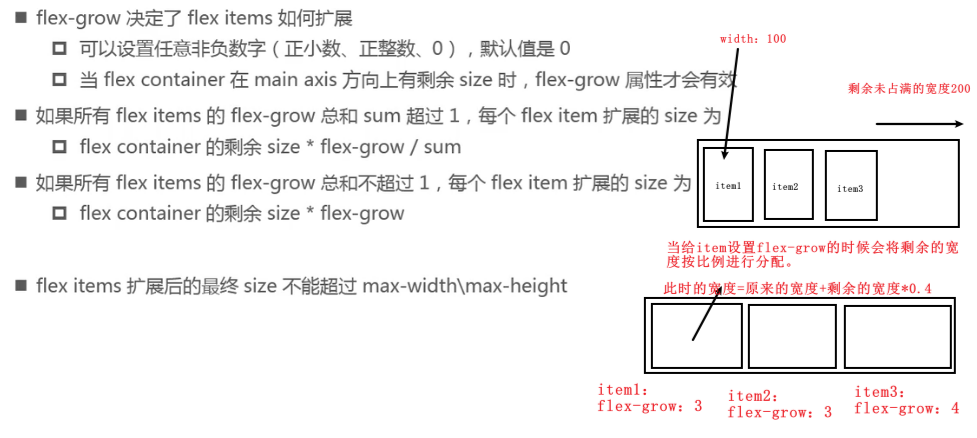 flex-grow 决定了 flex items 如何扩展
可以设置任意非负数字（正小数、正整数、0），默认值是 0
当 flex container 在 main axis 方向上有剩余 size 时，flex-grow 属性才会有效
如果所有 flex items 的 flex-grow 总和 sum 超过 1，每个 flex item 扩展的 size 为
flex container 的剩余 size * flex-grow / sum
如果所有 flex items 的 flex-grow 总和不超过 1，每个 flex item 扩展的 size 为
flex container 的剩余 size * flex-grow
flex items 扩展后的最终 size 不能超过 max-width\max-height
width：100
剩余未占满的宽度200
item1
item2
item3
当给item设置flex-grow的时候会将剩余的宽
度按比例进行分配。
此时的宽度=原来的宽度+剩余的宽度*0.4
item1：
flex-grow：3
item2：
flex-grow：3
item3：
flex-grow：4